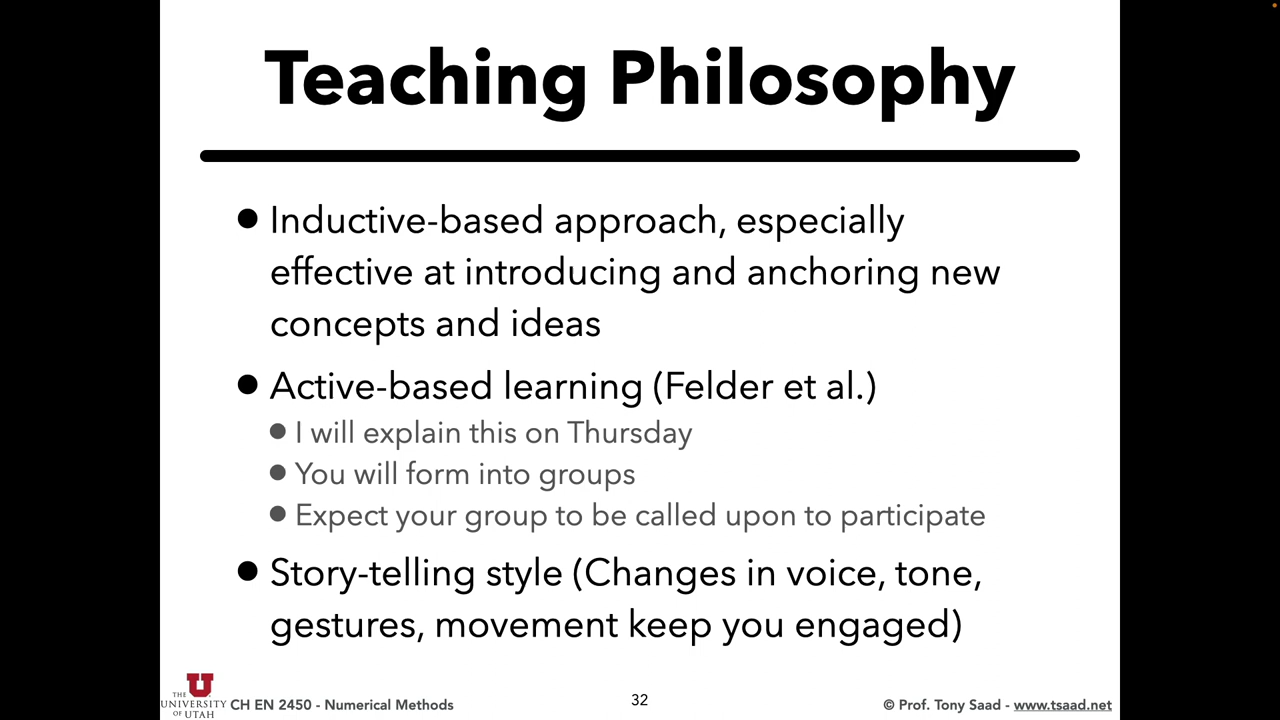 Teaching Philosophy
• Inductive-based approach, especially
effective at introducing and anchoring new
concepts and ideas
• Active-based learning (Felder et al.)
• I will explain this on Thursday
• You will form into groups
• Expect your group to be called upon to participate
• Story-telling style (Changes in voice, tone,
gestures, movement keep you engaged)
THE
UNIVERSITY
OF UTAH
CH EN 2450 - Numerical Methods
32
© Prof. Tony Saad - www.tsaad.net